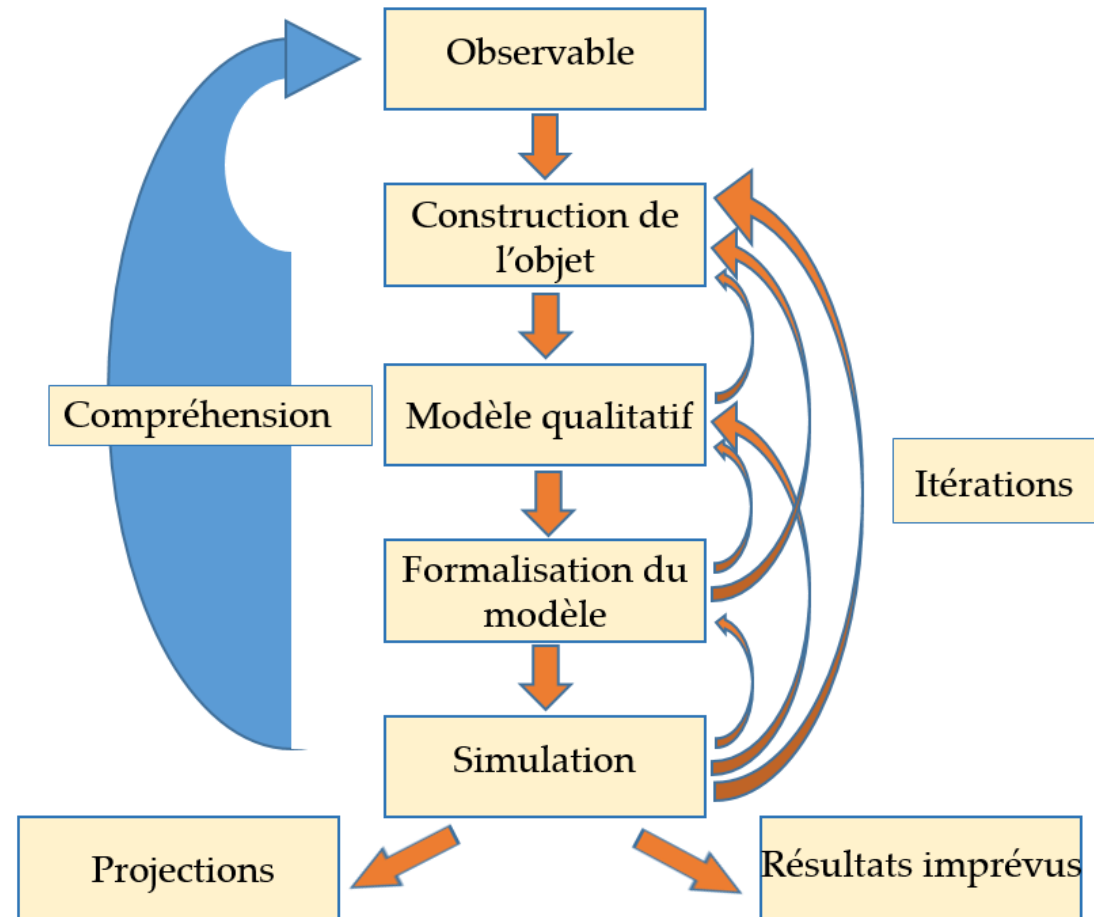 Observable
Construction de
l’objet
Compréhension
Modèle qualitatif
Itérations
Formalisation du
modèle
Simulation
Projections
Résultats imprévus